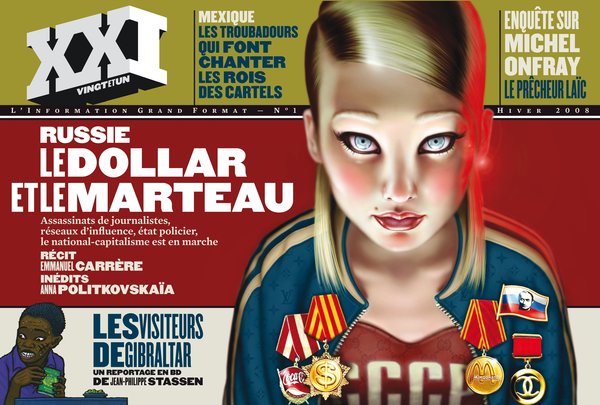 XXI
VINGTETUN
MEXIQUE
LES TROUBADOURS
QUI FONT
CHANTER
LES ROIS
DES CARTELS
ENQUÊTE SUR
MICHEL
ONFRAY
LE PRÊCHEUR LAÏC
L'INFORMATION GRAND FORMAT – N°1
HIVER 2008
RUSSIE
LE DOLLAR
ET LE MARTEAU
Assassinats de journalistes,
réseaux d'influence, état policier,
le national-capitalisme est en marche
RÉCIT
EMMANUEL CARRÈRE
INÉDITS
ANNA POLITKOVSKAÏA
LES VISITEURS
DE GIBRALTAR
UN REPORTAGE EN BD
DE JEAN-PHILIPPE STASSEN
CCCP